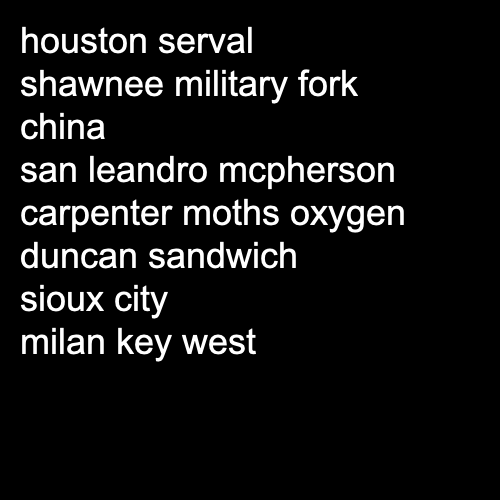 houston serval
shawnee military fork
china
san leandro mcpherson
carpenter moths oxygen
duncan sandwich
sioux city
milan key west